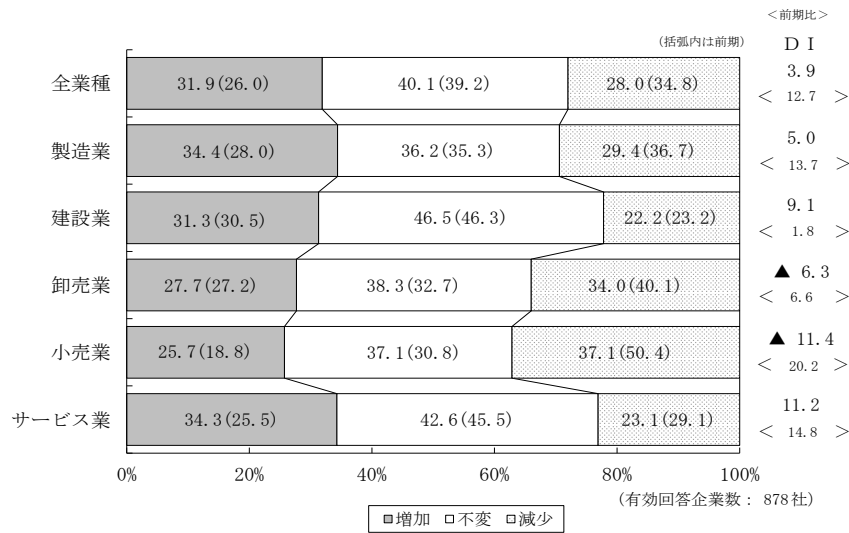 ＜前期比＞
(括弧内は前期) ＤＩ
全業種 31.9(26.0) 40.1(39.2) 28.0(34.8) 3.9
＜ 12.7 ＞
製造業 34.4(28.0) 36.2(35.3) 29.4(36.7) 5.0
＜ 13.7 ＞
建設業 31.3(30.5) 46.5(46.3) 22.2(23.2) 9.1
＜ 1.8 ＞
卸売業 27.7(27.2) 38.3(32.7) 34.0(40.1) ▲ 6.3
＜ 6.6 ＞
小売業 25.7(18.8) 37.1(30.8) 37.1(50.4) ▲ 11.4
＜ 20.2 ＞
サービス業 34.3(25.5) 42.6(45.5) 23.1(29.1) 11.2
＜ 14.8 ＞
0% 20% 40% 60% 80% 100%
(有効回答企業数： 878社)
増加 不変 減少